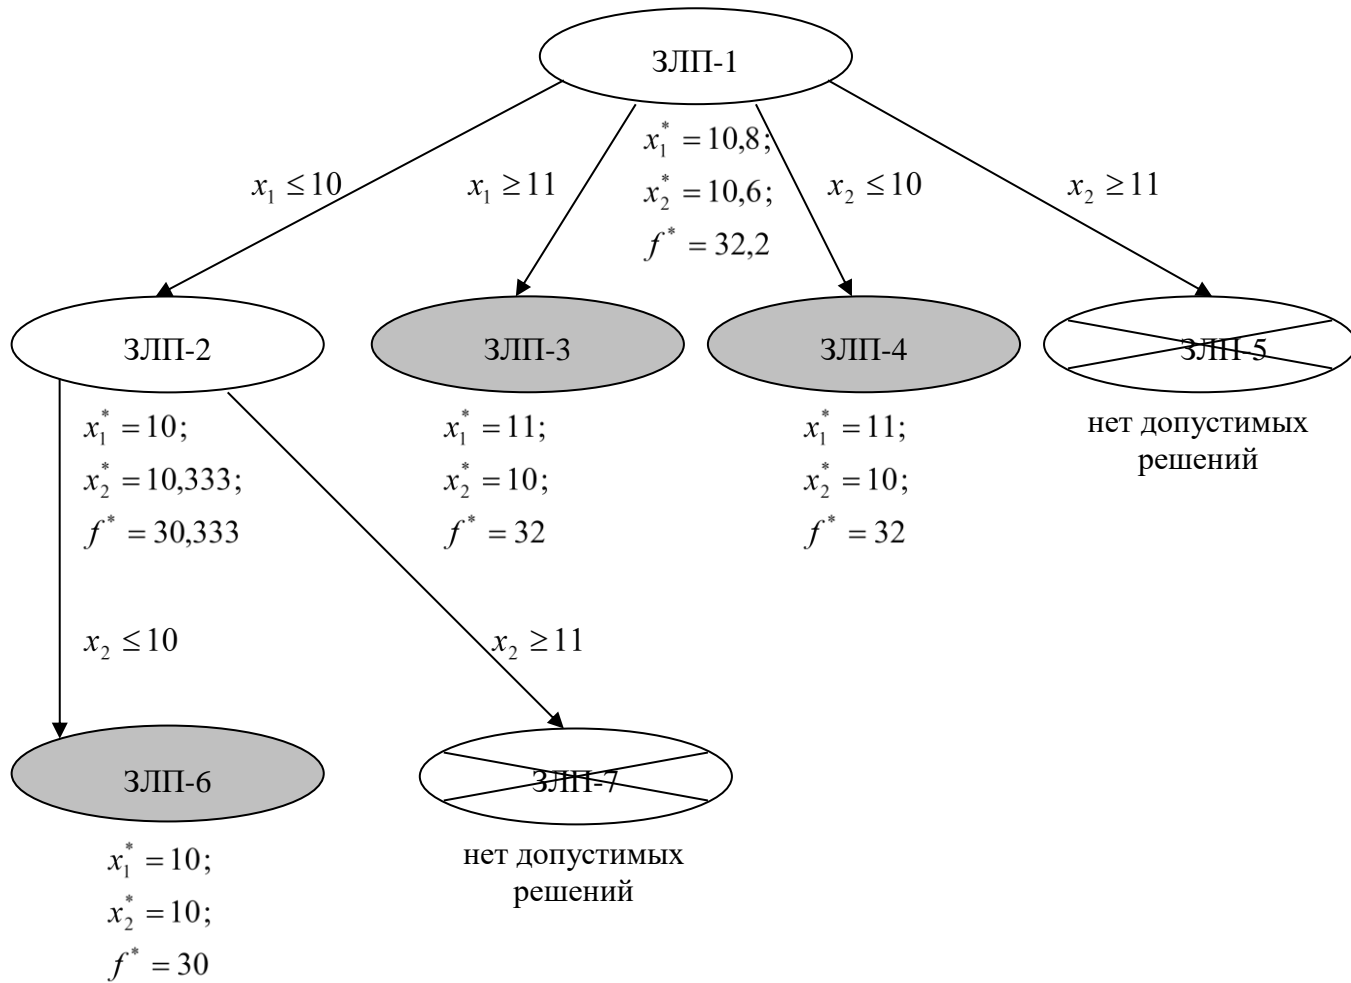 ЗЛП-1
x₁* = 10,8;
x₂* = 10,6;
f* = 32,2
x₁ ≤ 10
x₁ ≥ 11
x₂ ≤ 10
x₂ ≥ 11
ЗЛП-2
x₁* = 10;
x₂* = 10,333;
f* = 30,333
ЗЛП-3
x₁* = 11;
x₂* = 10;
f* = 32
ЗЛП-4
x₁* = 11;
x₂* = 10;
f* = 32
ЗЛП-5
нет допустимых
решений
x₂ ≤ 10
x₂ ≥ 11
ЗЛП-6
x₁* = 10;
x₂* = 10;
f* = 30
ЗЛП-7
нет допустимых
решений